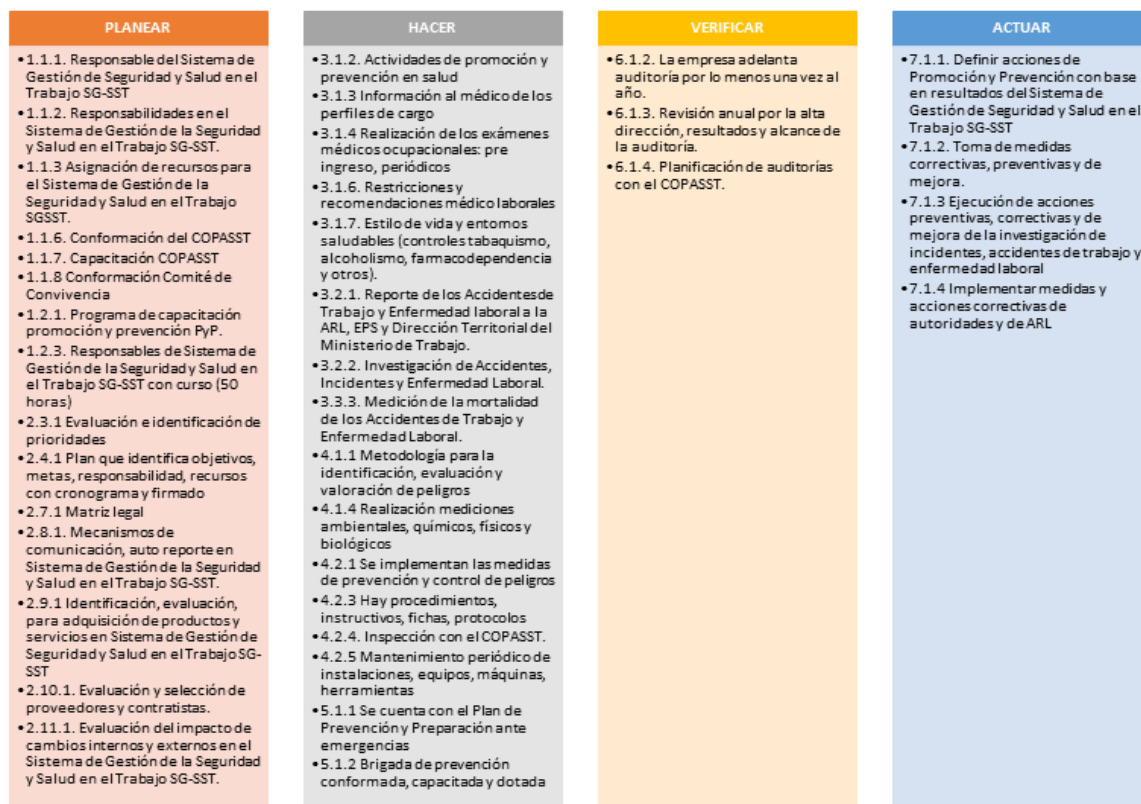 PLANEAR
•1.1.1. Responsable del Sistema de
Gestión de Seguridad y Salud en el
Trabajo SG-SST
•1.1.2. Responsabilidades en el
Sistema de Gestión de la Seguridad
y Salud en el Trabajo SG-SST.
•1.1.3 Asignación de recursos para
el Sistema de Gestión de la
Seguridad y Salud en el Trabajo
SGSST.
•1.1.6. Conformación del COPASST
•1.1.7. Capacitación COPASST
•1.1.8 Conformación Comité de
Convivencia
•1.2.1. Programa de capacitación
promoción y prevención PyP.
•1.2.3. Responsables de Sistema de
Gestión de la Seguridad y Salud en
el Trabajo SG-SST con curso (50
horas)
•2.3.1 Evaluación e identificación de
prioridades
•2.4.1 Plan que identifica objetivos,
metas, responsabilidad, recursos
con cronograma y firmado
•2.7.1 Matriz legal
•2.8.1. Mecanismos de
comunicación, auto reporte en
Sistema de Gestión de la Seguridad
y Salud en el Trabajo SG-SST.
•2.9.1 Identificación, evaluación,
para adquisición de productos y
servicios en Sistema de Gestión de
Seguridad y Salud en el Trabajo SG-
SST
•2.10.1. Evaluación y selección de
proveedores y contratistas.
•2.11.1. Evaluación del impacto de
cambios internos y externos en el
Sistema de Gestión de la Seguridad
y Salud en el Trabajo SG-SST.
HACER
•3.1.2. Actividades de promoción y
prevención en salud
•3.1.3 Información al médico de los
perfiles de cargo
•3.1.4 Realización de los exámenes
médicos ocupacionales: pre
ingreso, periódicos
•3.1.6. Restricciones y
recomendaciones médico laborales
•3.1.7. Estilo de vida y entornos
saludables (controles tabaquismo,
alcoholismo, farmacodependencia
y otros).
•3.2.1. Reporte de los Accidentes de
Trabajo y Enfermedad laboral a la
ARL, EPS y Dirección Territorial del
Ministerio de Trabajo.
•3.2.2. Investigación de Accidentes,
Incidentes y Enfermedad Laboral.
•3.3.3. Medición de la mortalidad
de los Accidentes de Trabajo y
Enfermedad Laboral.
•4.1.1 Metodología para la
identificación, evaluación y
valoración de peligros
•4.1.4 Realización mediciones
ambientales, químicos, físicos y
biológicos
•4.2.1 Se implementan las medidas
de prevención y control de peligros
•4.2.3 Hay procedimientos,
instructivos, fichas, protocolos
•4.2.4. Inspección con el COPASST.
•4.2.5 Mantenimiento periódico de
instalaciones, equipos, máquinas,
herramientas
•5.1.1 Se cuenta con el Plan de
Prevención y Preparación ante
emergencias
•5.1.2 Brigada de prevención
conformada, capacitada y dotada
VERIFICAR
•6.1.2. La empresa adelanta
auditoría por lo menos una vez al
año.
•6.1.3. Revisión anual por la alta
dirección, resultados y alcance de
la auditoría.
•6.1.4. Planificación de auditorías
con el COPASST.
ACTUAR
•7.1.1. Definir acciones de
Promoción y Prevención con base
en resultados del Sistema de
Gestión de Seguridad y Salud en el
Trabajo SG-SST
•7.1.2. Toma de medidas
correctivas, preventivas y de
mejora.
•7.1.3 Ejecución de acciones
preventivas, correctivas y de
mejora de la investigación de
incidentes, accidentes de trabajo y
enfermedad laboral
•7.1.4 Implementar medidas y
acciones correctivas de
autoridades y de ARL